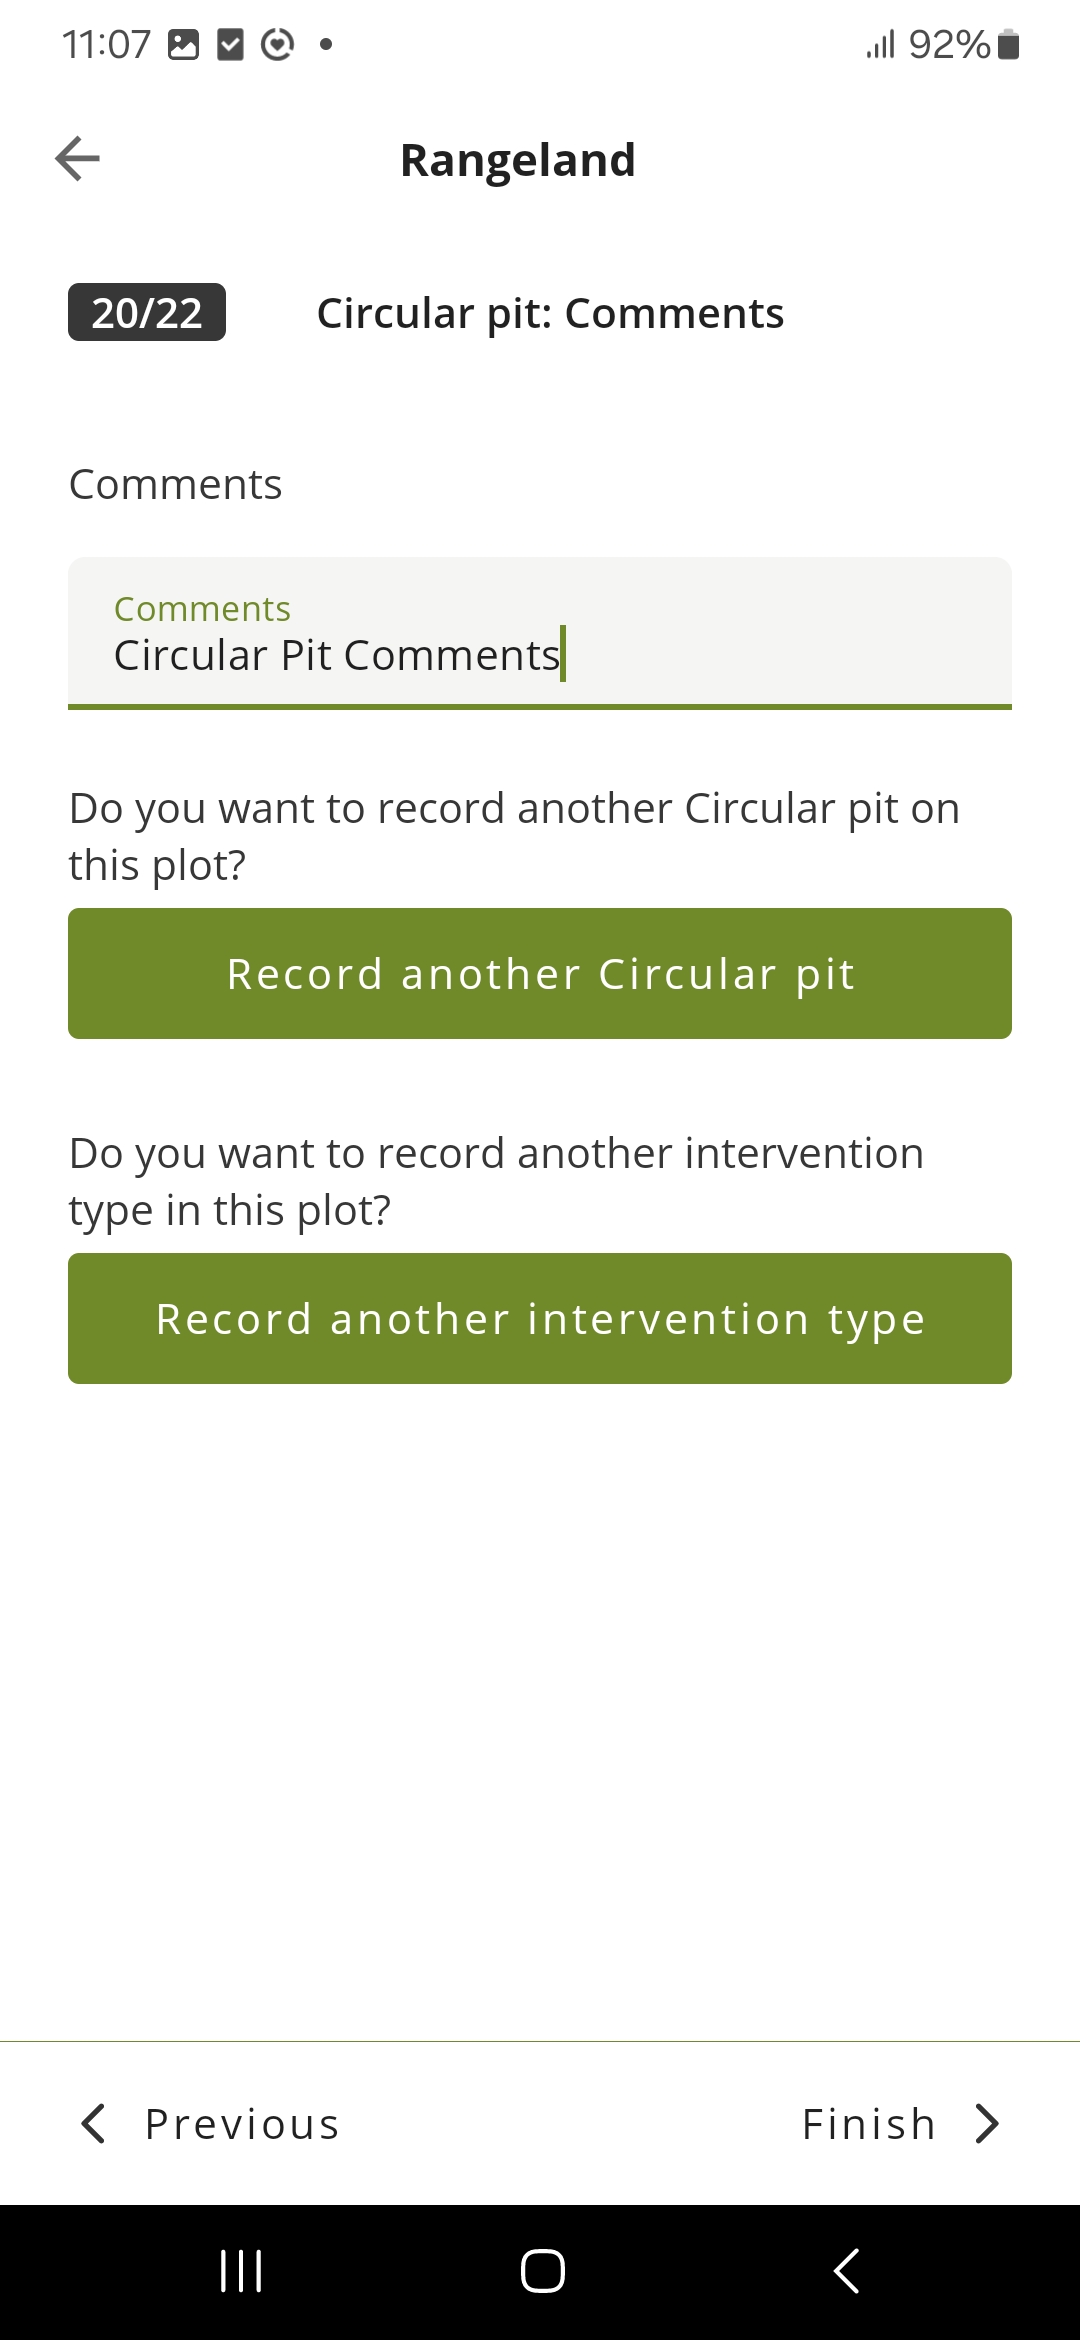 11:07
92%
Rangeland
20/22
Circular pit: Comments
Comments
Comments
Circular Pit Comments
Do you want to record another Circular pit on
this plot?
Record another Circular pit
Do you want to record another intervention
type in this plot?
Record another intervention type
Previous
Finish